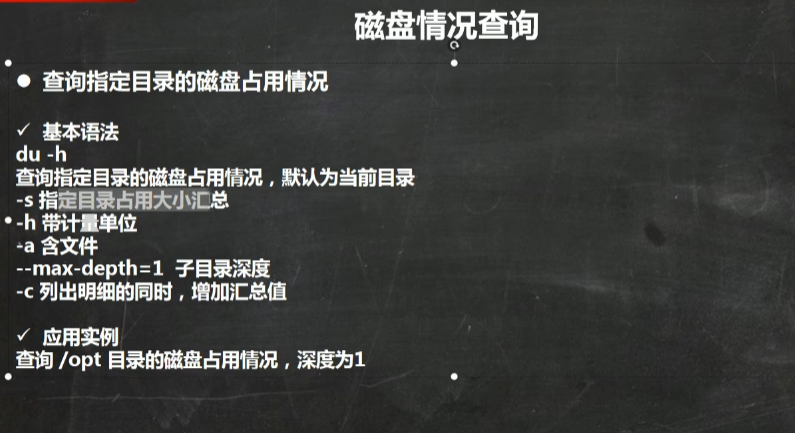 磁盘情况查询
● 查询指定目录的磁盘占用情况
✓ 基本语法
du -h
查询指定目录的磁盘占用情况，默认为当前目录
-s 指定目录占用大小汇总
-h 带计量单位
-a 含文件
--max-depth=1 子目录深度
-c 列出明细的同时，增加汇总值
✓ 应用实例
查询 /opt 目录的磁盘占用情况，深度为1